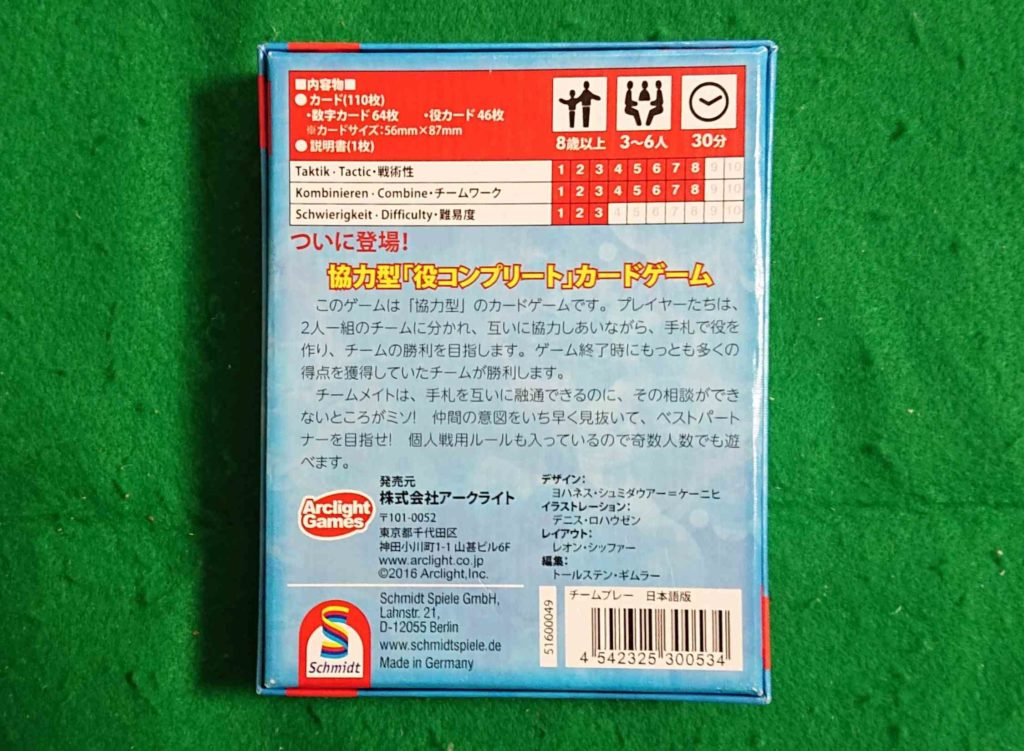 ■内容物■
●カード(110枚)
・数字カード64枚 ・役カード46枚
※カードサイズ:56mm×87mm
●説明書(1枚)
8歳以上 3〜6人 30分
Taktik・Tactic・戦術性 1 2 3 4 5 6 7 8 9 10
Kombinieren・Combine・チームワーク 1 2 3 4 5 6 7 8 9 10
Schwierigkeit・Difficulty・難易度 1 2 3 4 5 6 7 8 9 10
ついに登場!
協力型「役コンプリート」カードゲーム
このゲームは「協力型」のカードゲームです。プレイヤーたちは、
2人一組のチームに分かれ、互いに協力しあいながら、手札で役を
作り、チームの勝利を目指します。ゲーム終了時にもっとも多くの
得点を獲得していたチームが勝利します。
チームメイトは、手札を互いに融通できるのに、その相談ができ
ないところがミソ! 仲間の意図をいち早く見抜いて、ベストパート
ナーを目指せ! 個人戦用ルールも入っているので奇数人数でも遊
べます。
Arclight
Games
発売元
株式会社アークライト
〒101-0052
東京都千代田区
神田小川町1-1 山甚ビル6F
www.arclight.co.jp
©2016 Arclight,Inc.
デザイン:
ヨハネス・シュミダウアー=ケーニヒ
イラストレーション:
デニス・ロハウゼン
レイアウト:
レオン・シッファー
編集:
トールステン・ギムラー
Schmidt
Schmidt Spiele GmbH,
Lahnstr. 21,
D-12055 Berlin
www.schmidtspiele.de
Made in Germany
51600049
チームプレー 日本語版
4 542325 300534